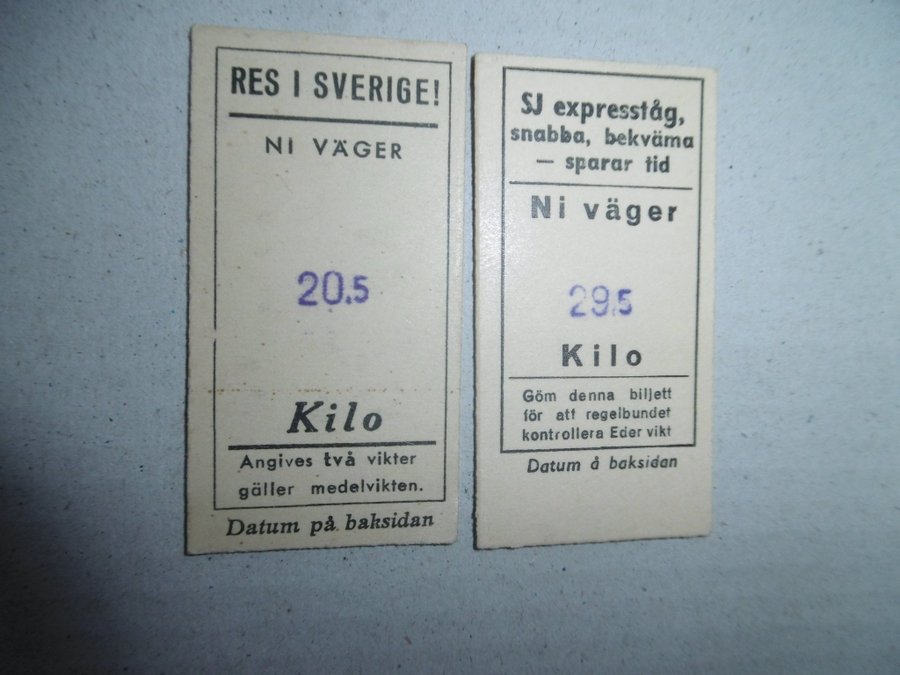 RES I SVERIGE!
NI VÄGER
20.5
Kilo
Angives två vikter
gäller medelvikten.
Datum på baksidan
SJ expresståg,
snabba, bekväma
— sparar tid
Ni väger
29.5
Kilo
Göm denna biljett
för att regelbundet
kontrollera Eder vikt
Datum å baksidan